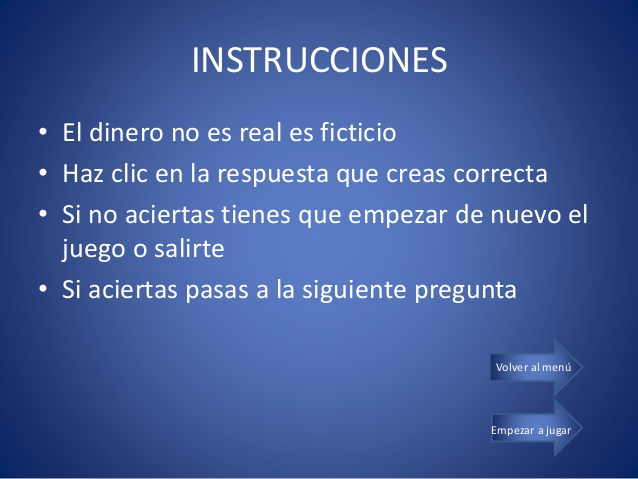 INSTRUCCIONES
• El dinero no es real es ficticio
• Haz clic en la respuesta que creas correcta
• Si no aciertas tienes que empezar de nuevo el
juego o salirte
• Si aciertas pasas a la siguiente pregunta
Volver al menú
Empezar a jugar